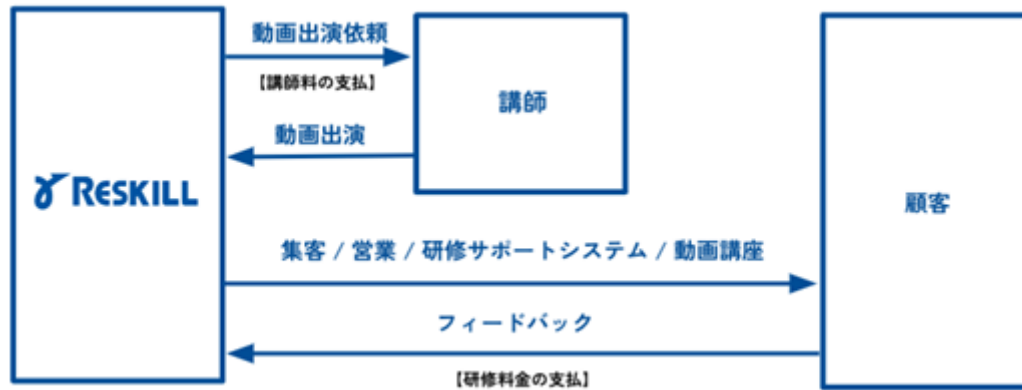 動画出演依頼
【講師料の支払】
講師
動画出演
RESKILL
顧客
集客 / 営業 / 研修サポートシステム / 動画講座
フィードバック
【研修料金の支払】